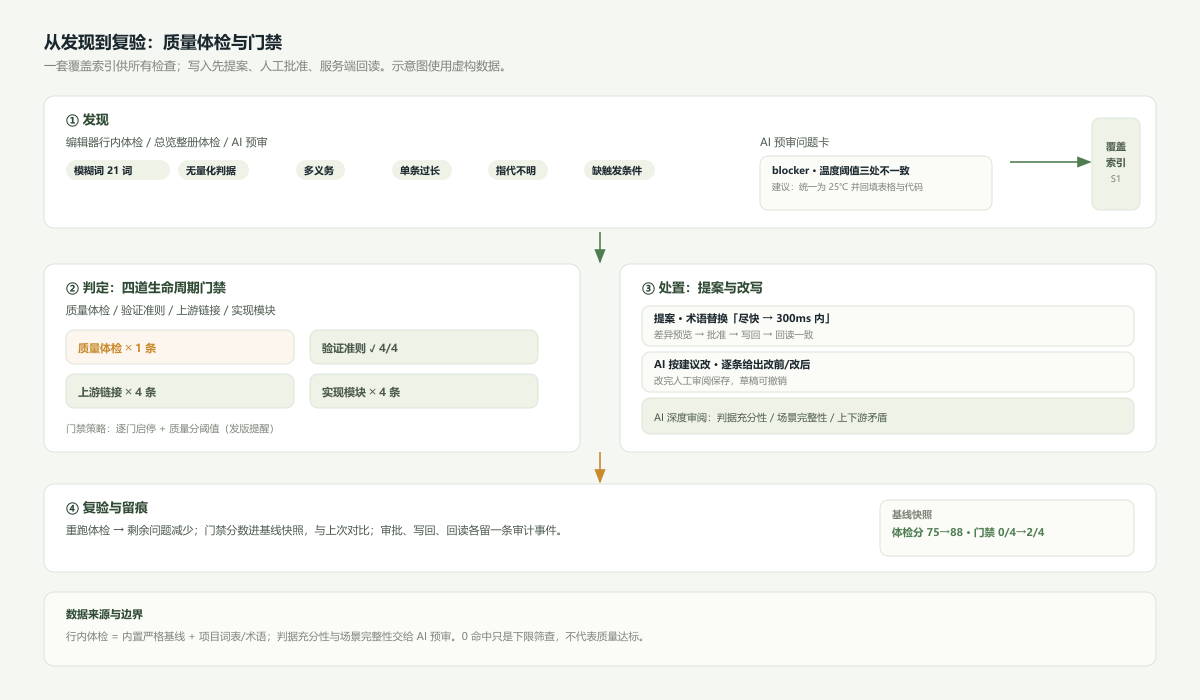 从发现到复验：质量体检与门禁
一套覆盖索引供所有检查；写入先提案、人工批准、服务端回读。示意图使用虚构数据。
① 发现
编辑器行内体检 / 总览整册体检 / AI 预审
模糊词 21 词
无量化判据
多义务
单条过长
指代不明
缺触发条件
AI 预审问题卡
blocker · 温度阈值三处不一致
建议：统一为 25℃ 并回填表格与代码
覆盖
索引
S1
② 判定：四道生命周期门禁
质量体检 / 验证准则 / 上游链接 / 实现模块
质量体检 × 1 条
验证准则 ✓ 4/4
上游链接 × 4 条
实现模块 × 4 条
门禁策略：逐门启停 + 质量分阈值（发版提醒）
③ 处置：提案与改写
提案 · 术语替换「尽快 → 300ms 内」
差异预览 → 批准 → 写回 → 回读一致
AI 按建议改 · 逐条给出改前/改后
改完人工审阅保存，草稿可撤销
AI 深度审阅：判据充分性 / 场景完整性 / 上下游矛盾
④ 复验与留痕
重跑体检 → 剩余问题减少；门禁分数进基线快照，与上次对比；审批、写回、回读各留一条审计事件。
基线快照
体检分 75→88 · 门禁 0/4→2/4
数据来源与边界
行内体检 = 内置严格基线 + 项目词表/术语；判据充分性与场景完整性交给 AI 预审。0 命中只是下限筛查，不代表质量达标。